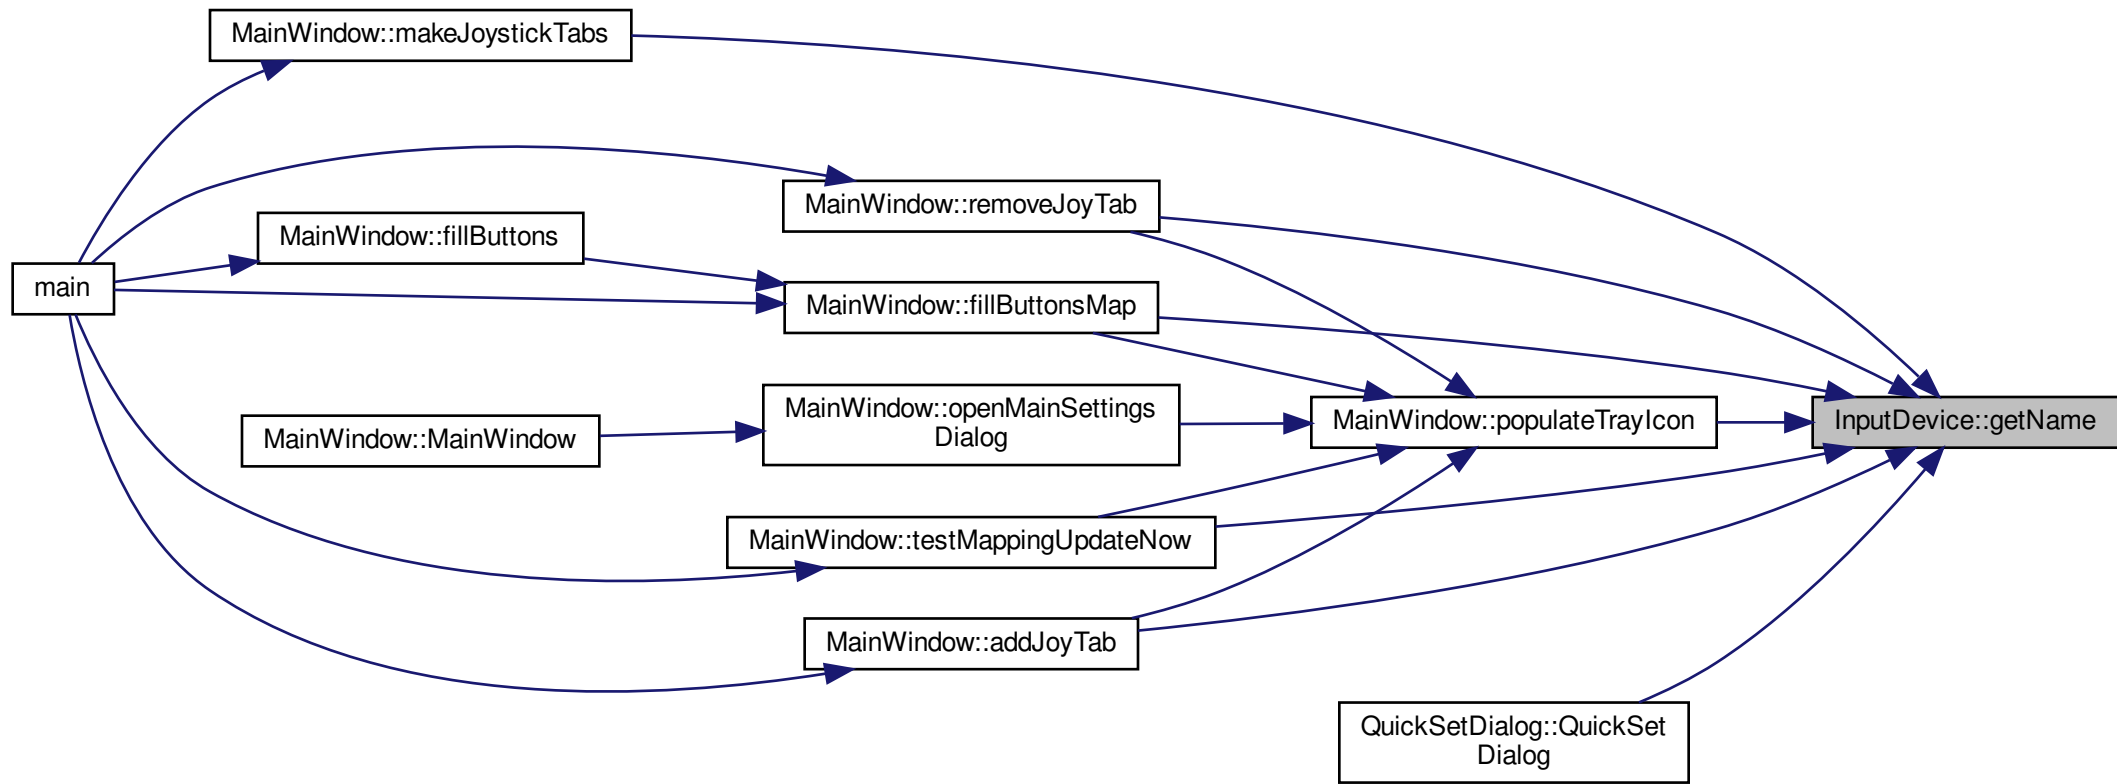 MainWindow::makeJoystickTabs
MainWindow::removeJoyTab
MainWindow::fillButtons
main
MainWindow::fillButtonsMap
MainWindow::openMainSettings
Dialog
MainWindow::populateTrayIcon
InputDevice::getName
MainWindow::MainWindow
MainWindow::testMappingUpdateNow
MainWindow::addJoyTab
QuickSetDialog::QuickSet
Dialog